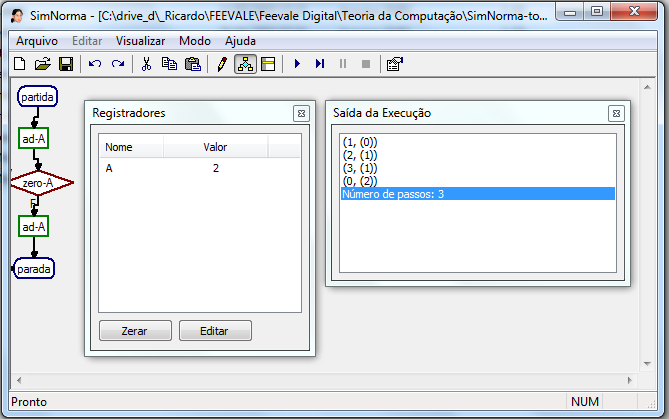 SimNorma - [C:\drive_d\_Ricardo\FEEVALE\Feevale Digital\Teoria da Computação\SimNorma-to...
Arquivo Editar Visualizar Modo Ajuda
partida
ad-A
zero-A
F
ad-A
parada
Registradores
Nome Valor
A 2
Zerar Editar
Saída da Execução
(1, (0))
(2, (1))
(3, (1))
(0, (2))
Número de passos: 3
Pronto NUM